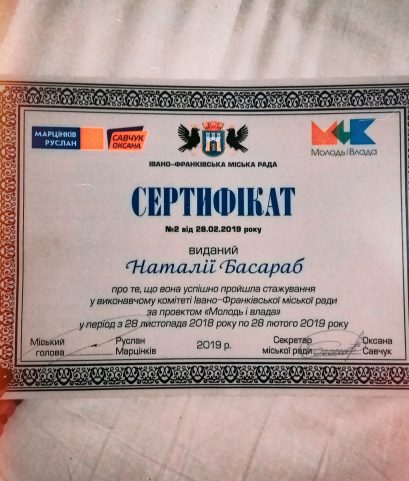 МАРЦІНКІВ
РУСЛАН
САВЧУК
ОКСАНА
Молодь і Влада
ІВАНО-ФРАНКІВСЬКА МІСЬКА РАДА
СЕРТИФІКАТ
№2 від 28.02.2019 року
виданий
Наталії Басараб
про те, що вона успішно пройшла стажування
у виконавчому комітеті Івано-Франківської міської ради
за проектом «Молодь і влада»
у період з 28 листопада 2018 року по 28 лютого 2019 року
Міський
голова
Руслан
Марцінків
2019 р.
Секретар
міської ради
Оксана
Савчук